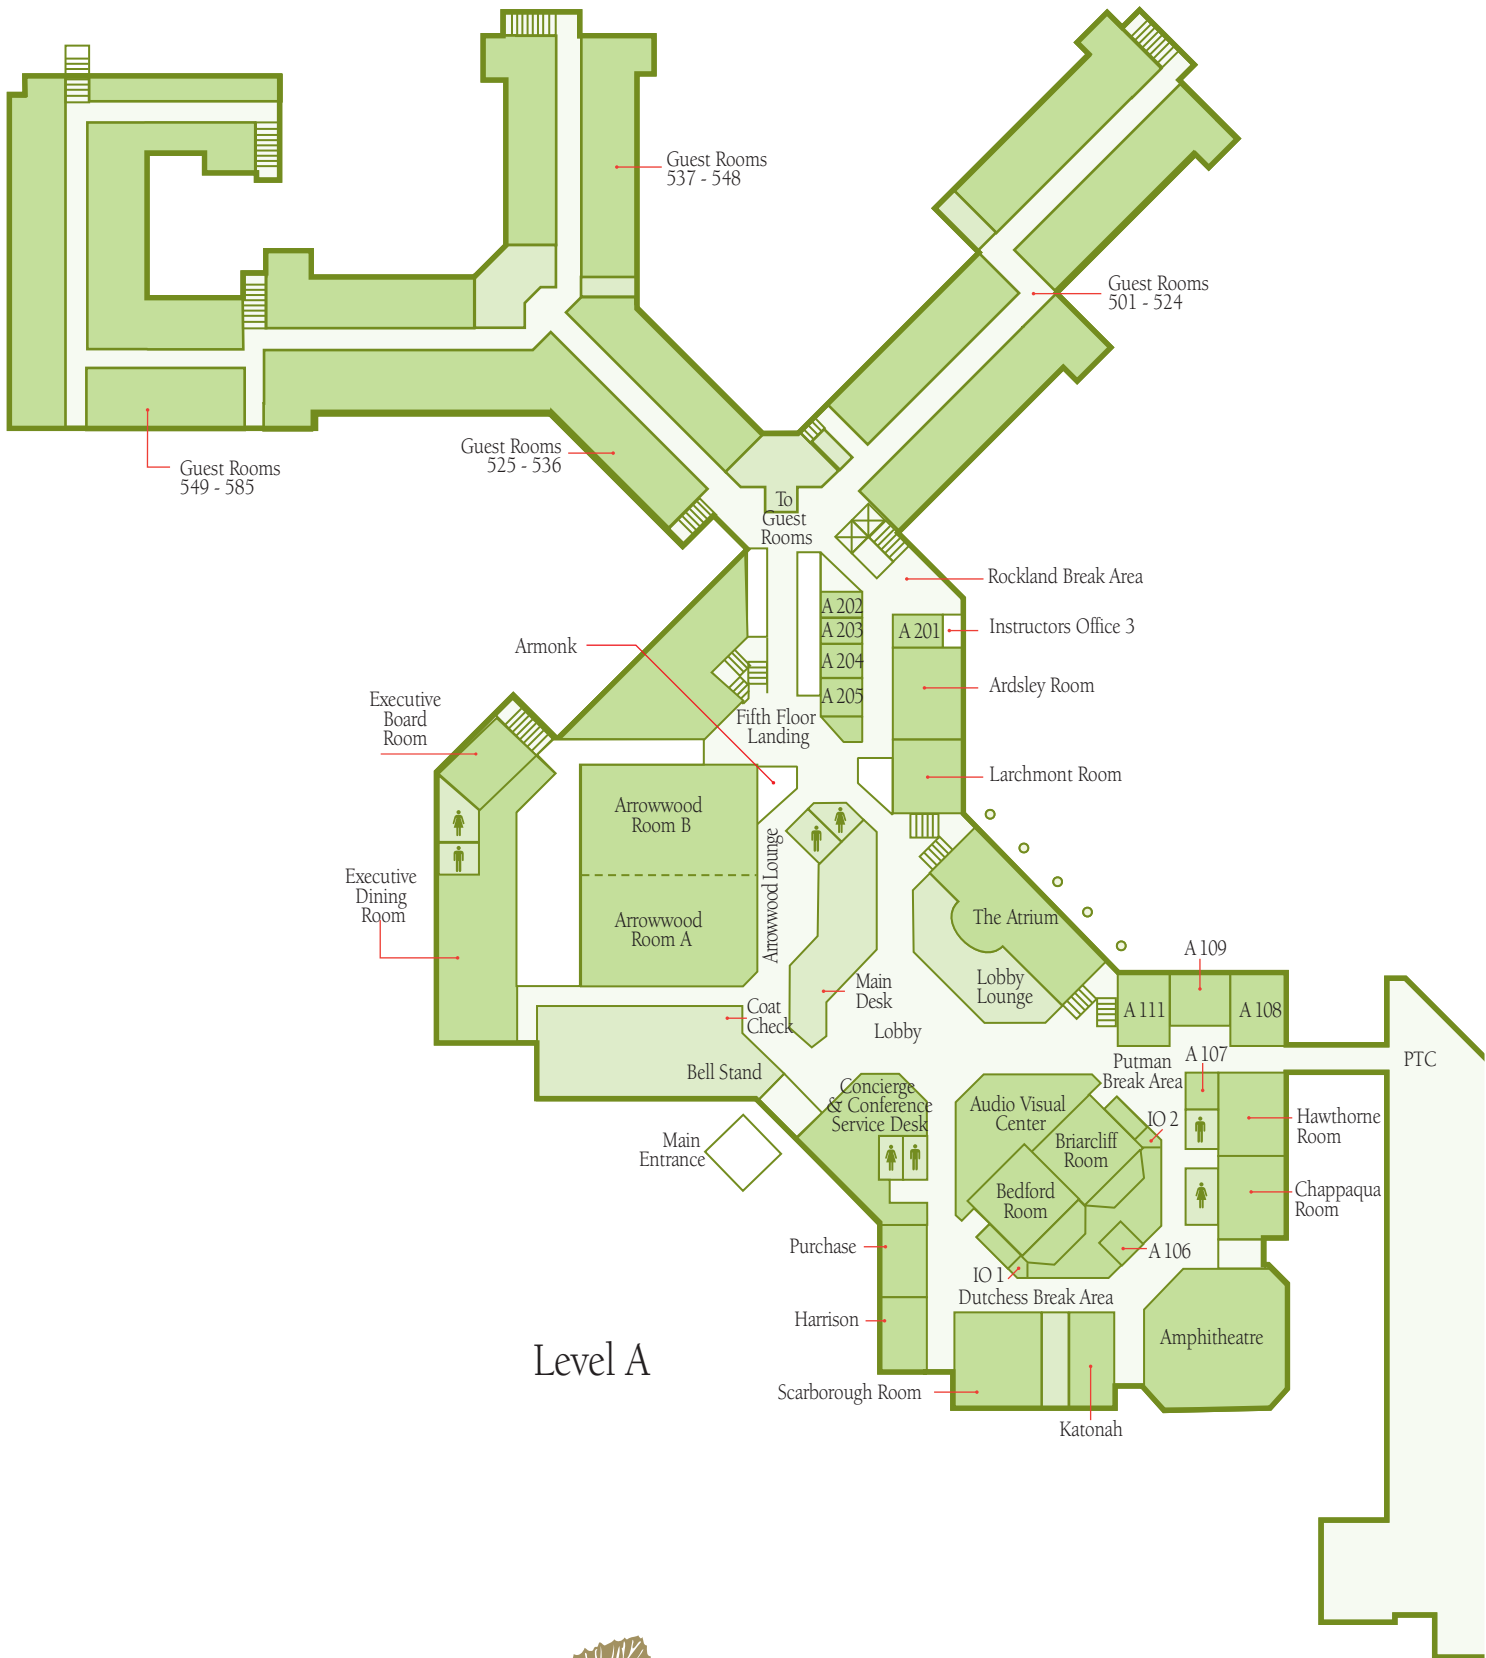 Guest Rooms
537 - 548
Guest Rooms
501 - 524
Guest Rooms
525 - 536
Guest Rooms
549 - 585
To
Guest
Rooms
Rockland Break Area
A 202
A 203
A 201
Instructors Office 3
Armonk
A 204
Ardsley Room
A 205
Executive
Board
Room
Fifth Floor
Landing
Larchmont Room
Arrowwood
Room B
Arrowwood Lounge
Executive
Dining
Room
Arrowwood
Room A
The Atrium
A 109
Lobby
Lounge
Main
Desk
Coat
Check
A 111
A 108
Lobby
Bell Stand
Putman
Break Area
A 107
PTC
Concierge
& Conference
Service Desk
Audio Visual
Center
IO 2
Hawthorne
Room
Main
Entrance
Briarcliff
Room
Bedford
Room
Chappaqua
Room
Purchase
A 106
IO 1
Dutchess Break Area
Harrison
Amphitheatre
Level A
Scarborough Room
Katonah